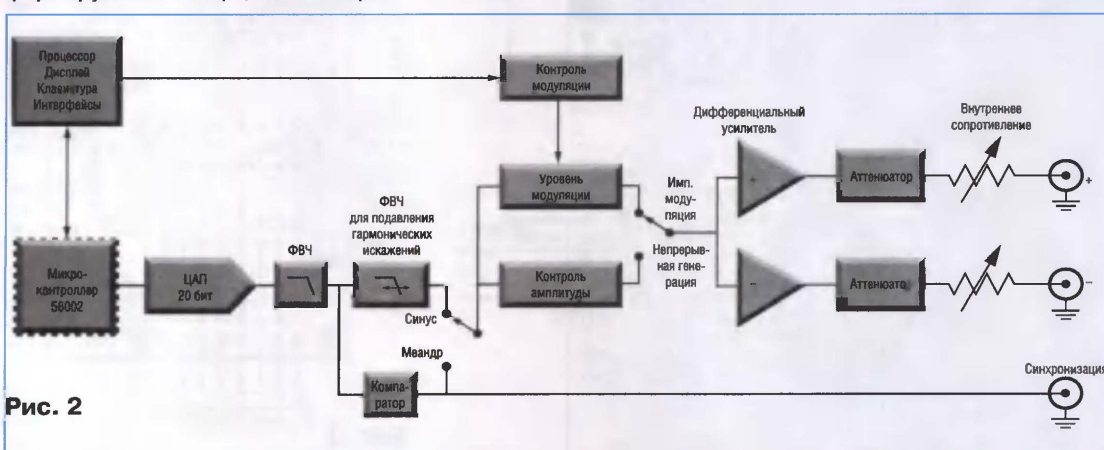 Процессор
Дисплей
Клавиатура
Интерфейсы
Контроль
модуляции
Дифференциальный
усилитель
Внутреннее
сопротивление
+
Аттенюатор
+
Уровень
модуляции
Имп.
моду-
ляция
ФВЧ
для подавления
гармонических
искажений
ФВЧ
Непрерыв-
ная гене-
рация
Микро-
контроллер
56002
ЦАП
20 бит
Контроль
амплитуды
-
Аттенюато
-
Синус
Меандр
Компа-
ратор
Синхронизация
Рис. 2